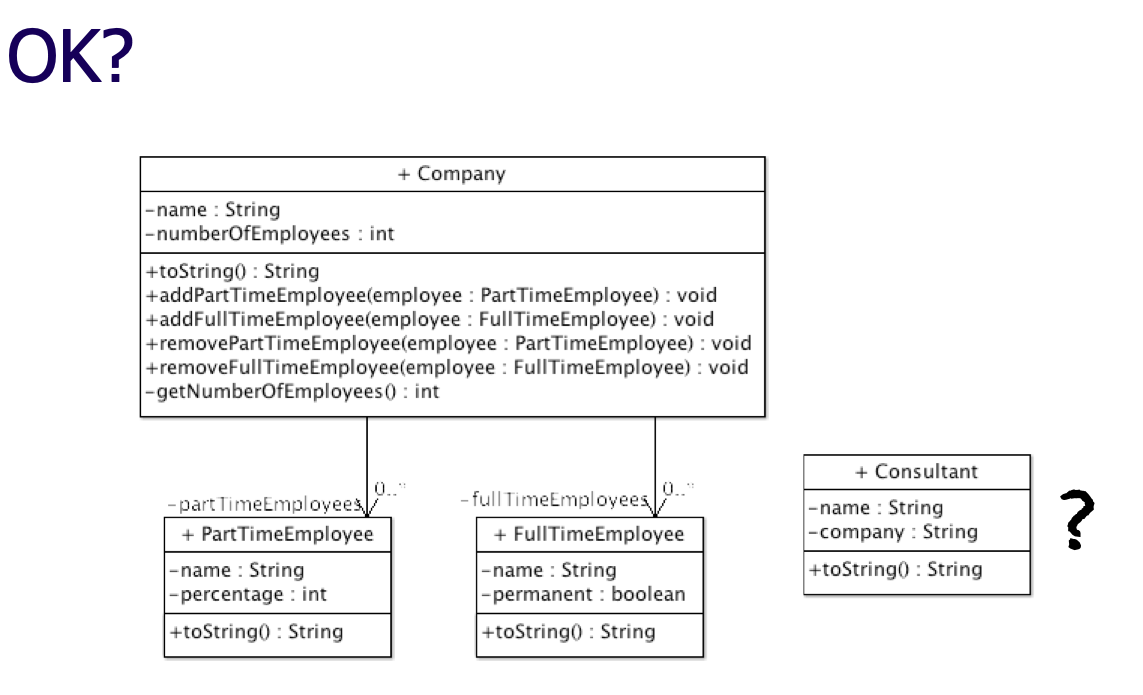 OK?
+ Company
-name : String
-numberOfEmployees : int
+toString() : String
+addPartTimeEmployee(employee : PartTimeEmployee) : void
+addFullTimeEmployee(employee : FullTimeEmployee) : void
+removePartTimeEmployee(employee : PartTimeEmployee) : void
+removeFullTimeEmployee(employee : FullTimeEmployee) : void
-getNumberOfEmployees() : int
-partTimeEmployees 0..*
+ PartTimeEmployee
-name : String
-percentage : int
+toString() : String
-fullTimeEmployees 0..*
+ FullTimeEmployee
-name : String
-permanent : boolean
+toString() : String
+ Consultant
-name : String
-company : String
+toString() : String
?